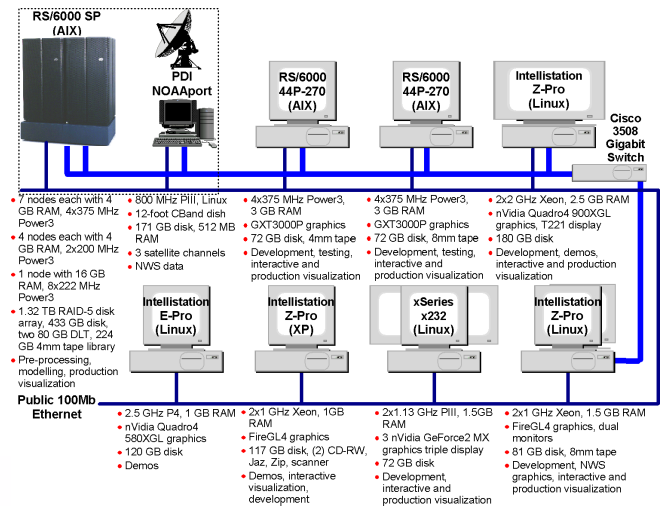 RS/6000 SP
(AIX)
PDI
NOAAport
RS/6000
44P-270
(AIX)
RS/6000
44P-270
(AIX)
Intellistation
Z-Pro
(Linux)
Cisco
3508
Gigabit
Switch
7 nodes each with 4
GB RAM, 4x375 MHz
Power3
4 nodes each with 4
GB RAM, 2x200 MHz
Power3
1 node with 16 GB
RAM, 8x222 MHz
Power3
1.32 TB RAID-5 disk
array, 433 GB disk,
two 80 GB DLT, 224
GB 4mm tape library
Pre-processing,
modelling, production
visualization
800 MHz PIII, Linux
12-foot CBand disk
171 GB disk, 512 MB
RAM
3 satellite channels
NWS data
4x375 MHz Power3,
3 GB RAM
GXT3000P graphics
72 GB disk, 4mm tape
Development, testing,
interactive and
production visualization
4x375 MHz Power3,
3 GB RAM
GXT3000P graphics
72 GB disk, 8mm tape
Development, testing,
interactive and
production visualization
2x2 GHz Xeon, 2.5 GB RAM
nVidia Quadro4 900XGL
graphics, T221 display
180 GB disk
Development, demos,
interactive and production
visualization
Intellistation
E-Pro
(Linux)
Intellistation
Z-Pro
(XP)
xSeries
x232
(Linux)
Intellistation
Z-Pro
(Linux)
Public 100Mb
Ethernet
2.5 GHz P4, 1 GB RAM
nVidia Quadro4
580XGL graphics
120 GB disk
Demos
2x1 GHz Xeon, 1GB
RAM
FireGL4 graphics
117 GB disk, (2) CD-RW,
Jaz, Zip, scanner
Demos, interactive
visualization,
development
2x1.13 GHz PIII, 1.5GB
RAM
3 nVidia GeForce2 MX
graphics triple display
72 GB disk
Development,
interactive and
production visualization
2x1 GHz Xeon, 1.5 GB RAM
FireGL4 graphics, dual
monitors
81 GB disk, 8mm tape
Development, NWS
graphics, interactive and
production visualization